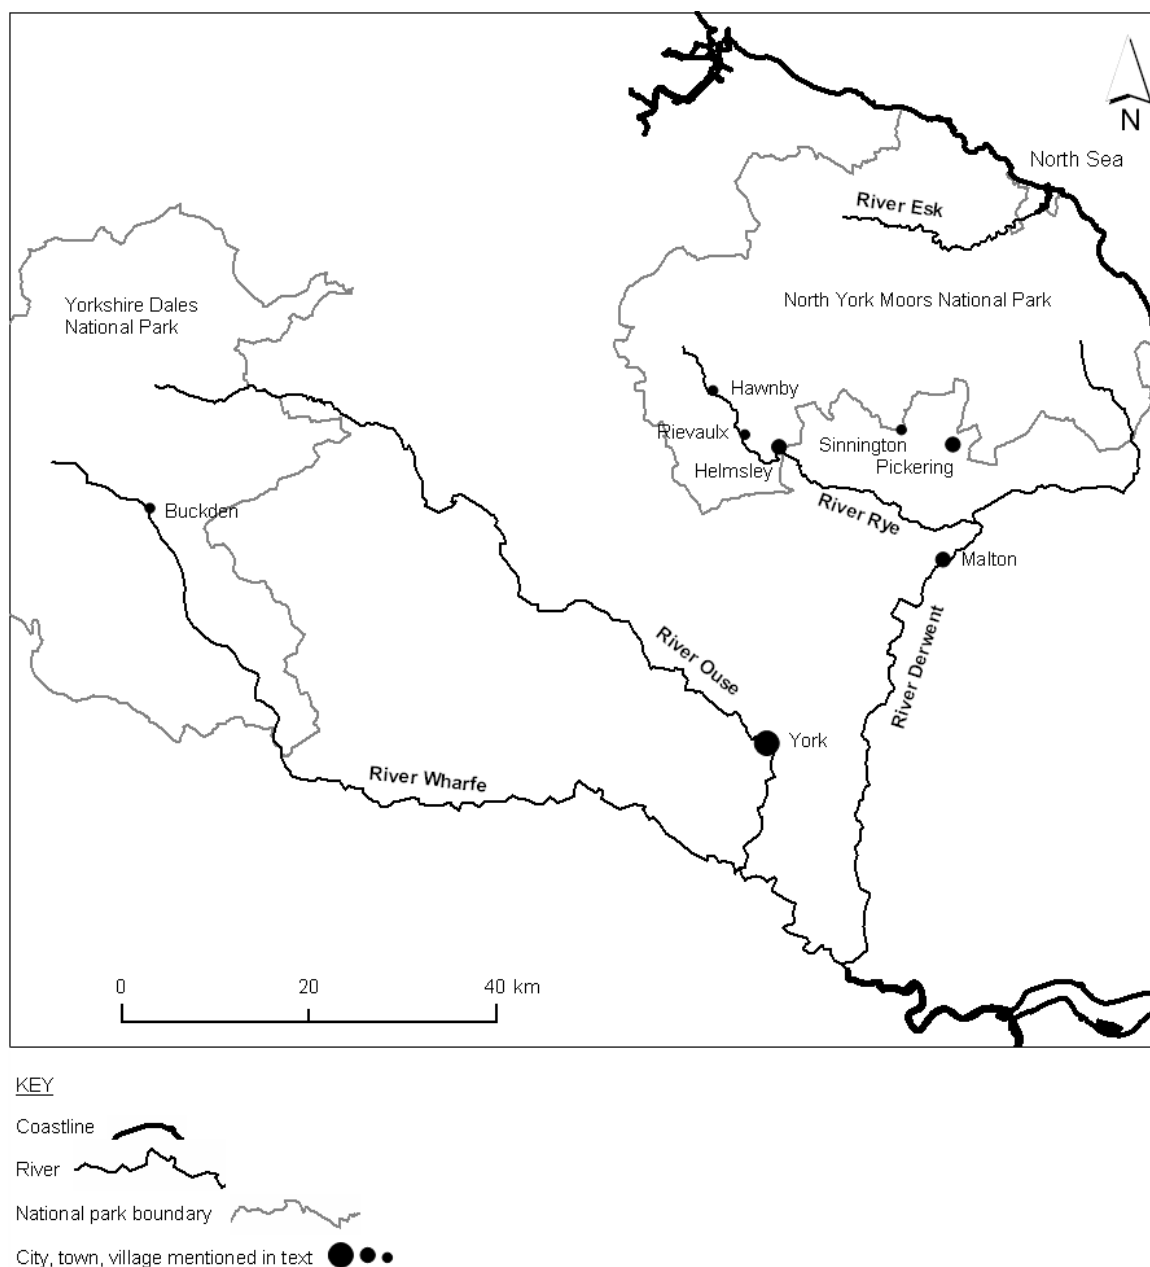 N
North Sea
River Esk
Yorkshire Dales
National Park
North York Moors National Park
Hawnby
Rievaulx
Sinnington
Helmsley
Pickering
Buckden
River Rye
Malton
River Ouse
River Derwent
York
River Wharfe
0 20 40 km
KEY
Coastline
River
National park boundary
City, town, village mentioned in text